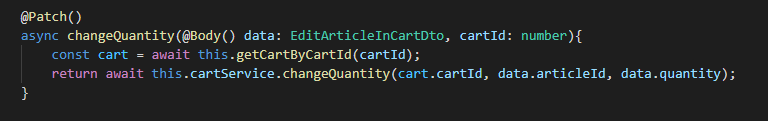 @Patch()
async changeQuantity(@Body() data: EditArticleInCartDto, cartId: number){
    const cart = await this.getCartByCartId(cartId);
    return await this.cartService.changeQuantity(cart.cartId, data.articleId, data.quantity);
}